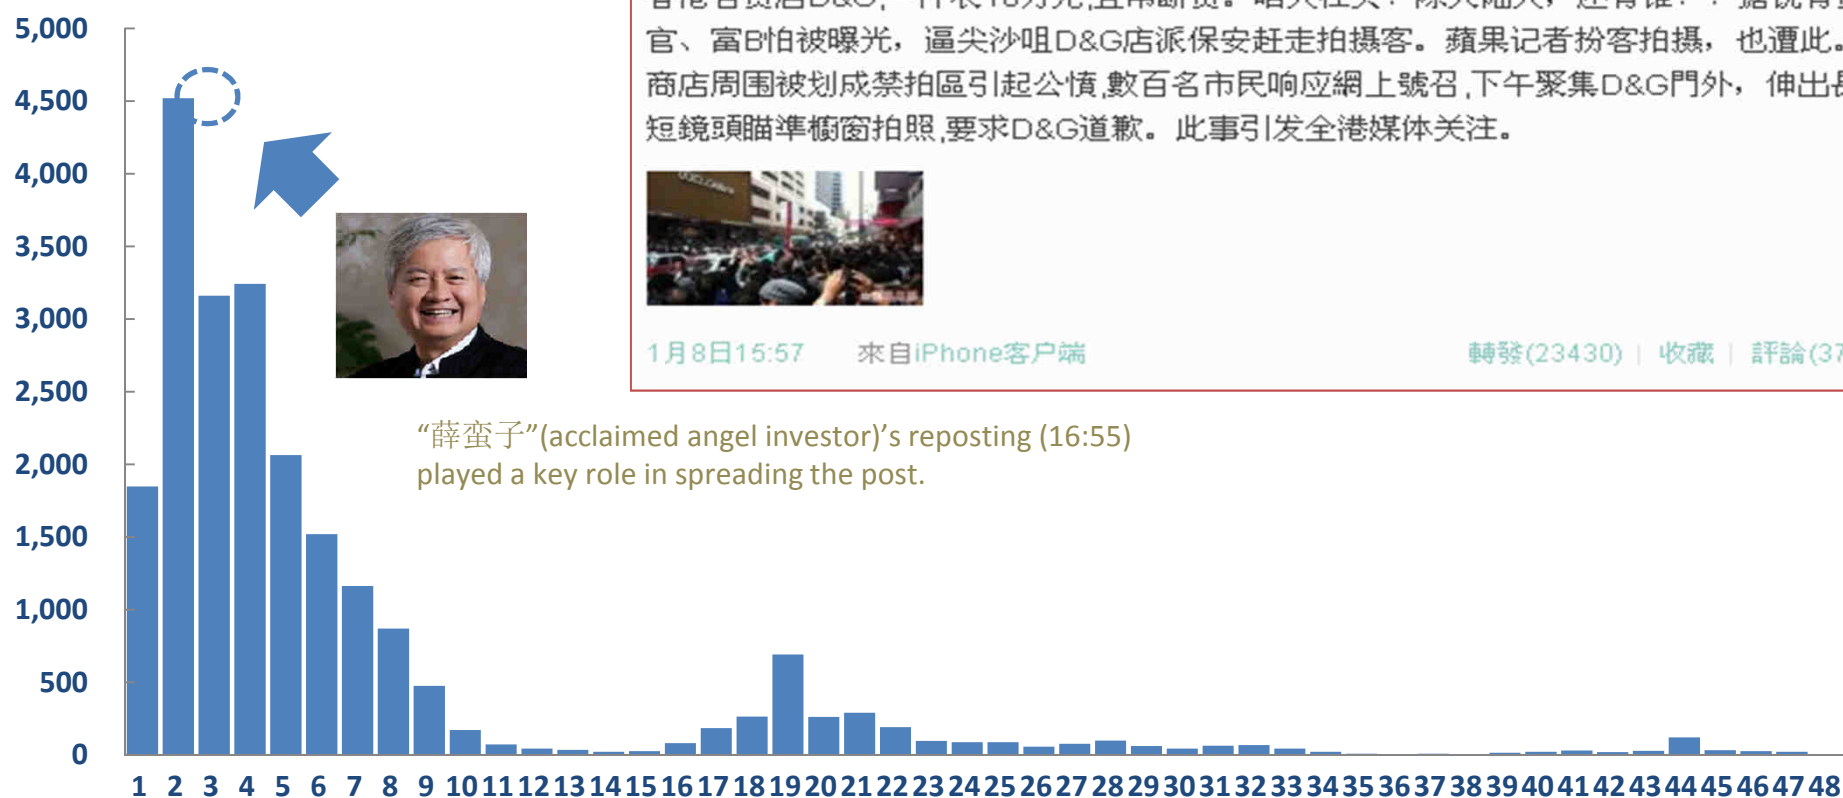 官、富B怕被曝光，逼尖沙咀D&G店派保安赶走拍摄客。蘋果记者扮客拍摄，也遭此。
商店周围被划成禁拍區引起公憤,數百名市民响应網上號召,下午聚集D&G門外，伸出
短鏡頭瞄準櫥窗拍照,要求D&G道歉。此事引发全港媒体关注。
1月8日15:57 來自iPhone客户端 轉發(23430) | 收藏 | 評論(37
5,000
4,500
4,000
3,500
3,000
2,500
2,000
1,500
1,000
500
0
“薛蛮子”(acclaimed angel investor)’s reposting (16:55)
played a key role in spreading the post.
1 2 3 4 5 6 7 8 9 10 11 12 13 14 15 16 17 18 19 20 21 22 23 24 25 26 27 28 29 30 31 32 33 34 35 36 37 38 39 40 41 42 43 44 45 46 47 48